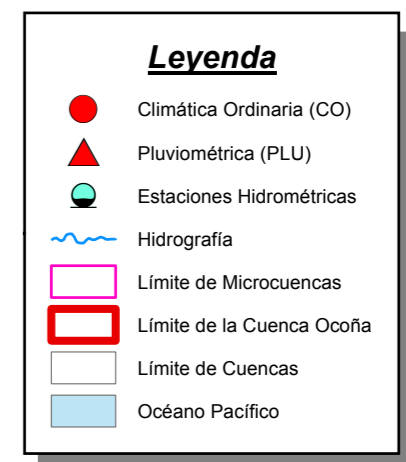 Leyenda
Climática Ordinaria (CO)
Pluviométrica (PLU)
Estaciones Hidrométricas
Hidrografía
Límite de Microcuencas
Límite de la Cuenca Ocoña
Límite de Cuencas
Océano Pacífico